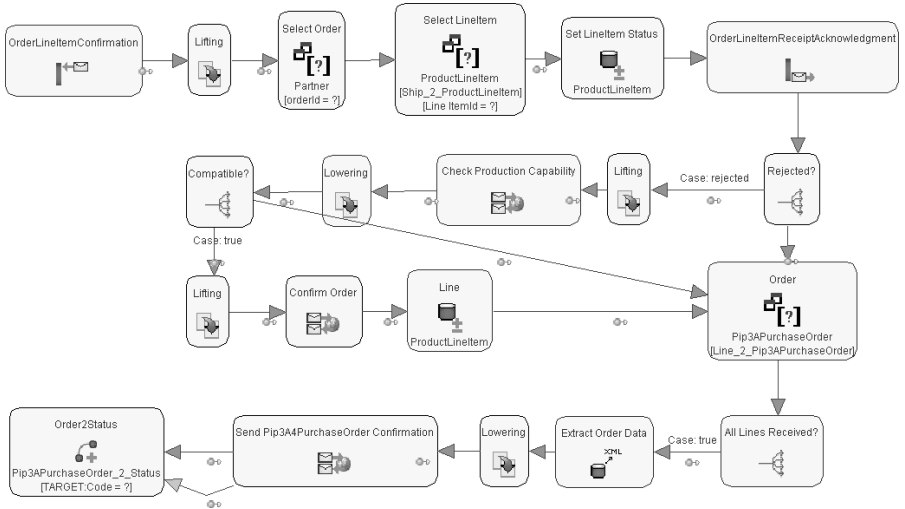 OrderLineItemConfirmation
Lifting
Select Order
[?]
Partner
[orderId = ?]
Select LineItem
[?]
ProductLineItem
[Ship_2_ProductLineItem]
[Line ItemId = ?]
Set LineItem Status
ProductLineItem
OrderLineItemReceiptAcknowledgment
Compatible?
Lowering
Check Production Capability
Lifting
Case: rejected
Rejected?
Case: true
Lifting
Confirm Order
Line
ProductLineItem
Order
[?]
Pip3APurchaseOrder
[Line_2_Pip3APurchaseOrder]
Order2Status
Pip3APurchaseOrder_2_Status
[TARGET:Code = ?]
Send Pip3A4PurchaseOrder Confirmation
Lowering
Extract Order Data
XML
Case: true
All Lines Received?